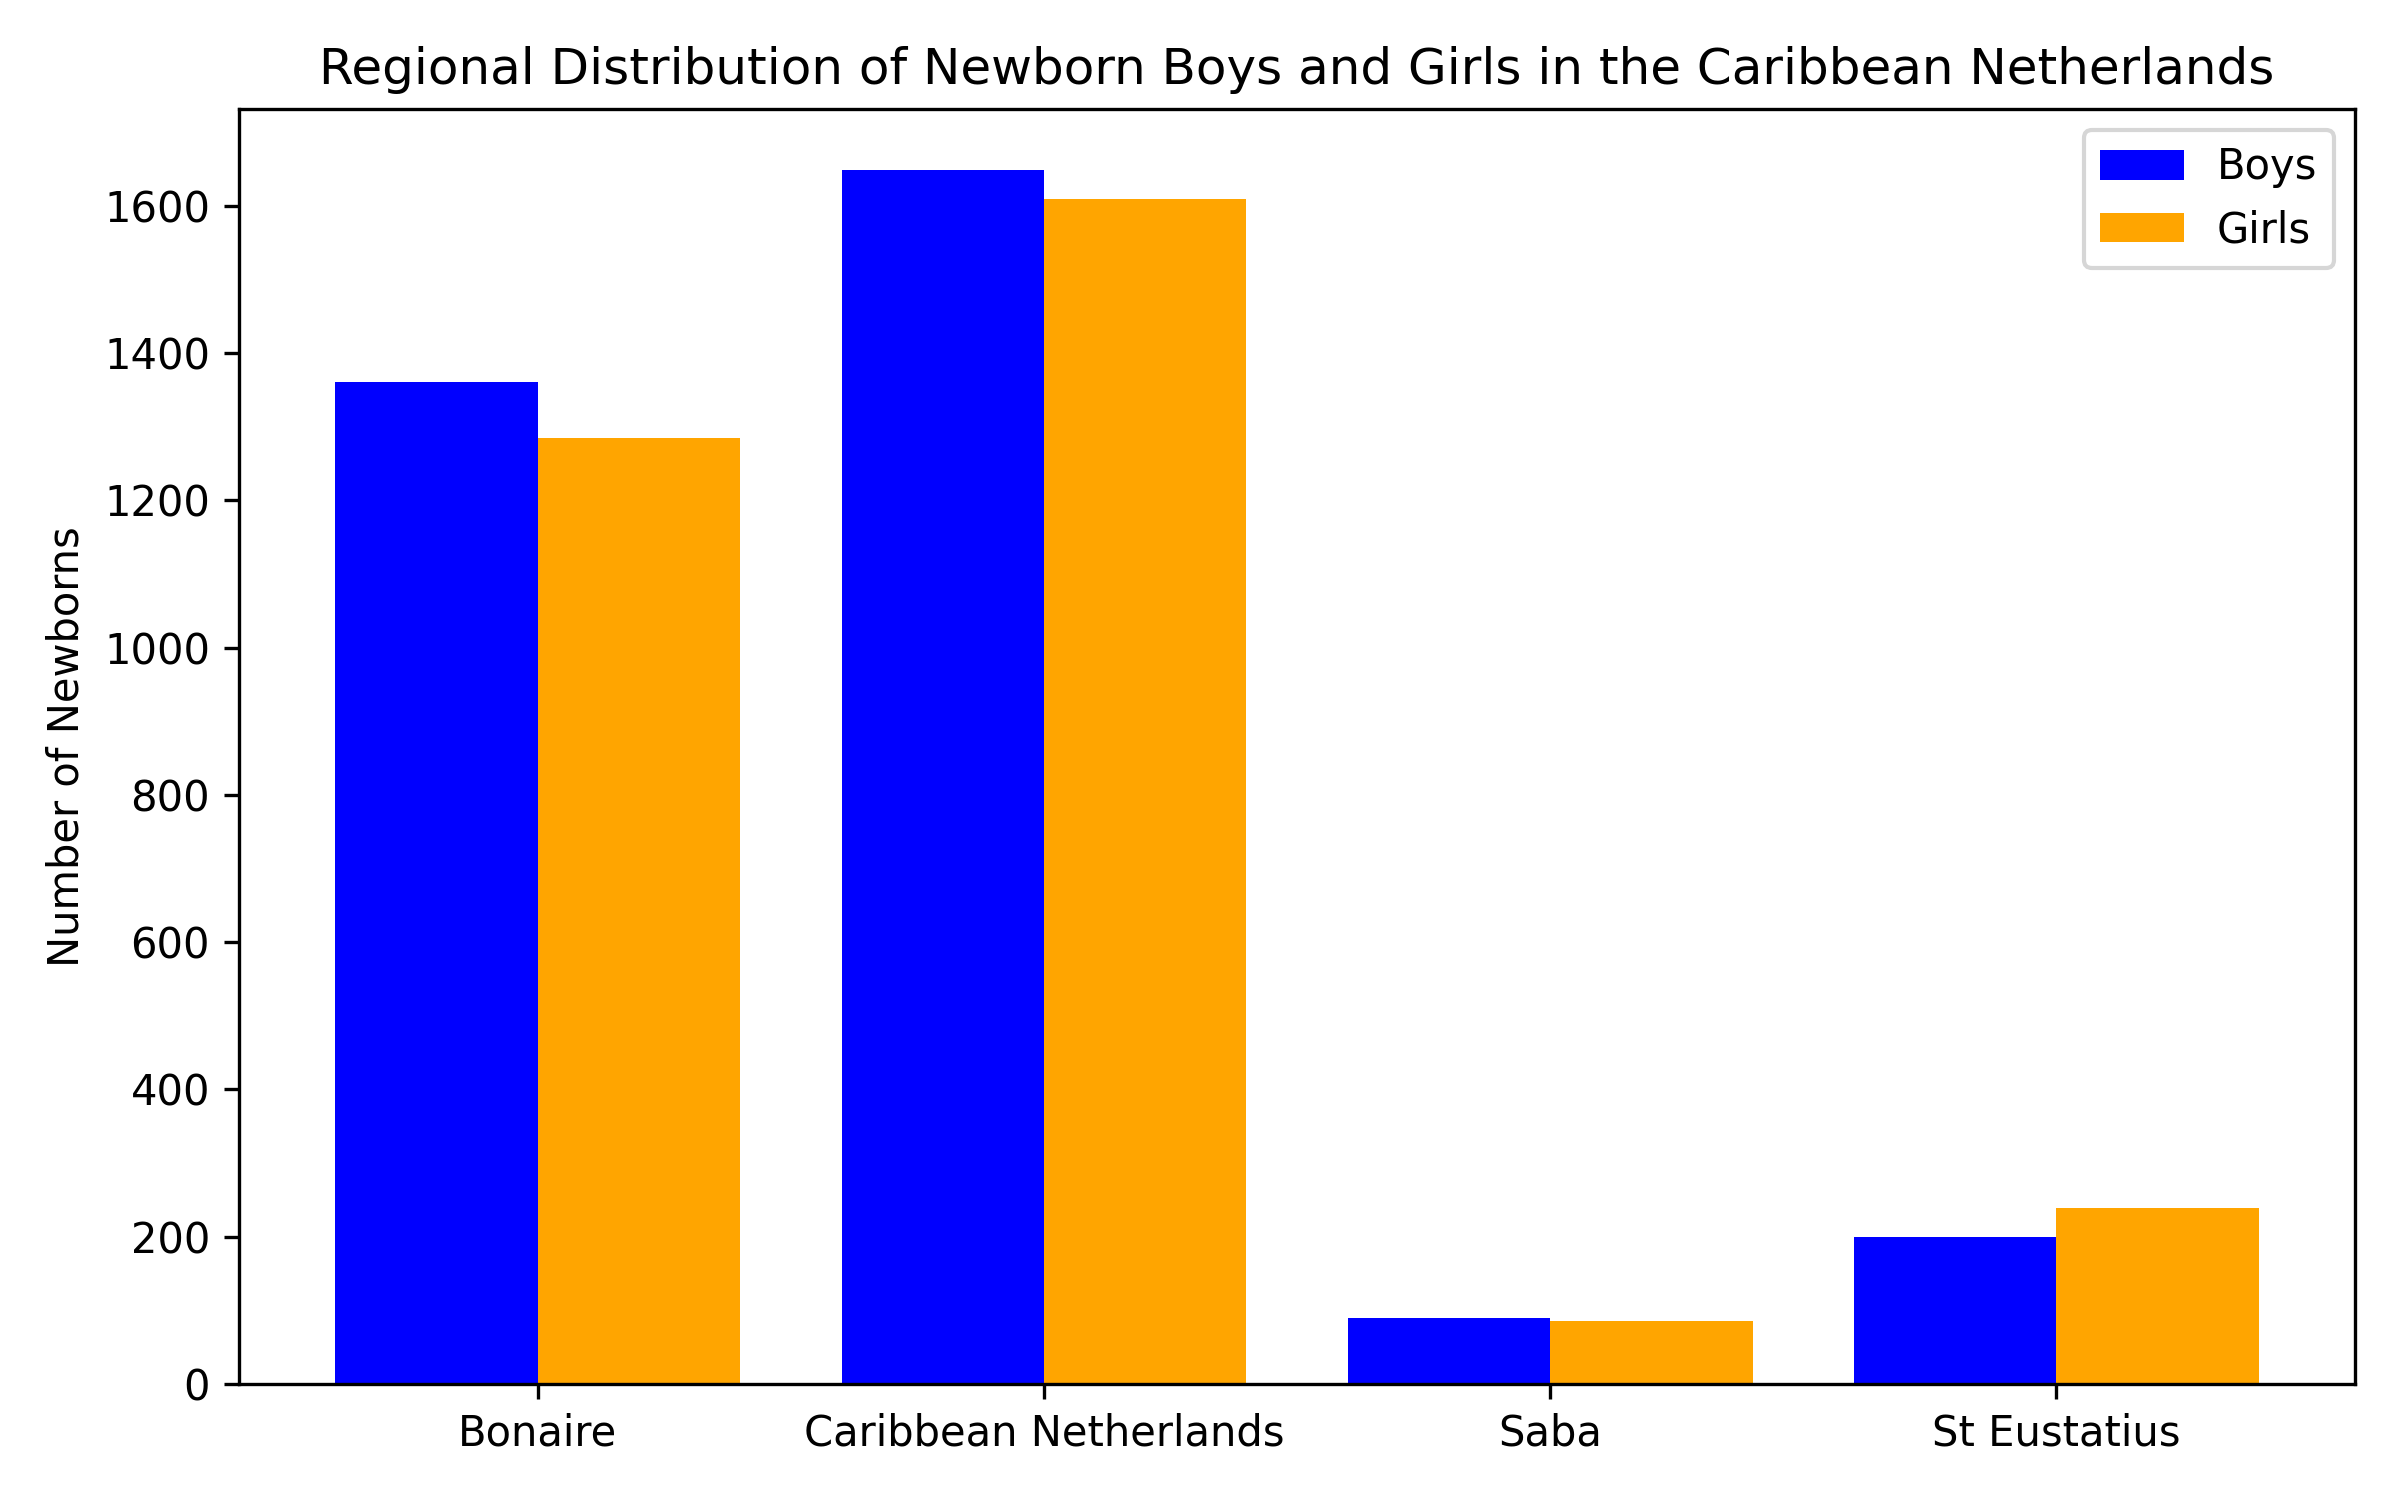 Regional Distribution of Newborn Boys and Girls in the Caribbean Netherlands
Boys
Girls
Number of Newborns
1600
1400
1200
1000
800
600
400
200
0
Bonaire
Caribbean Netherlands
Saba
St Eustatius